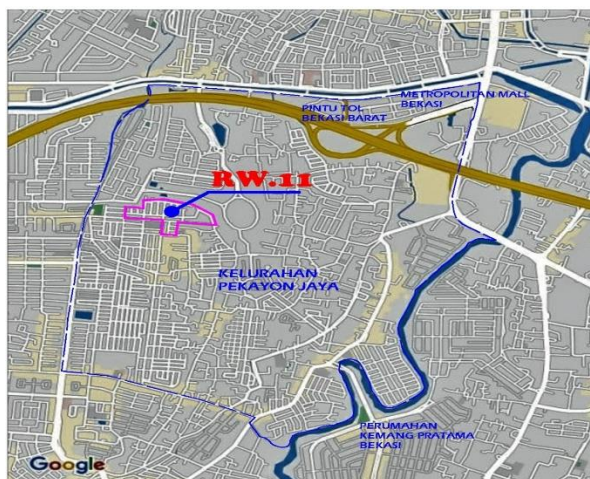 METROPOLITAN MALL
BEKASI
PINTU TOL
BEKASI BARAT
RW.11
KELURAHAN
PEKAYON JAYA
PERUMAHAN
KEMANG PRATAMA
BEKASI
Google